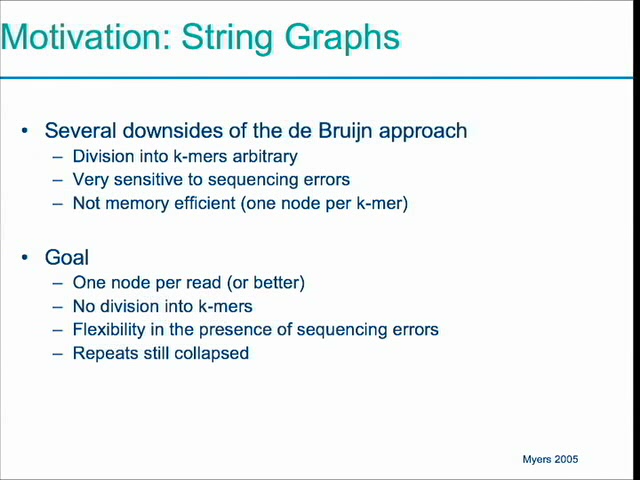 Motivation: String Graphs
• Several downsides of the de Bruijn approach
– Division into k-mers arbitrary
– Very sensitive to sequencing errors
– Not memory efficient (one node per k-mer)
• Goal
– One node per read (or better)
– No division into k-mers
– Flexibility in the presence of sequencing errors
– Repeats still collapsed
Myers 2005